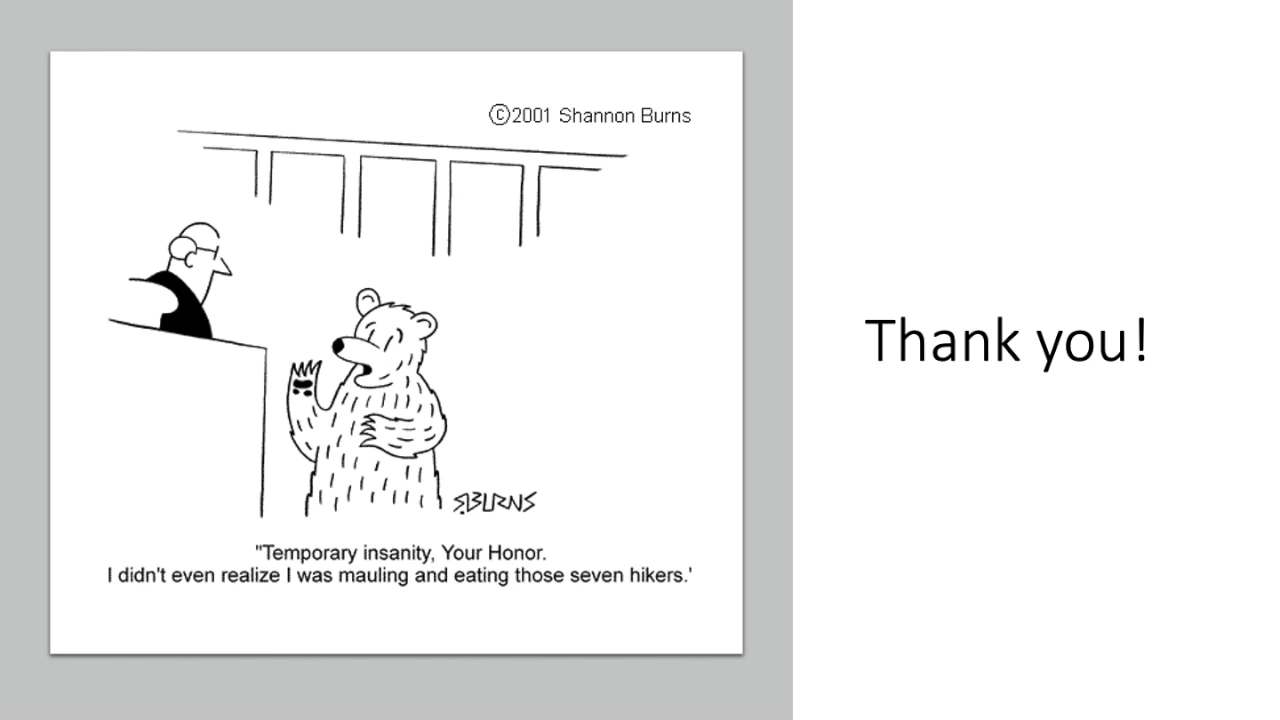 ©2001 Shannon Burns
S.BURNS
"Temporary insanity, Your Honor.
I didn't even realize I was mauling and eating those seven hikers.'
Thank you!